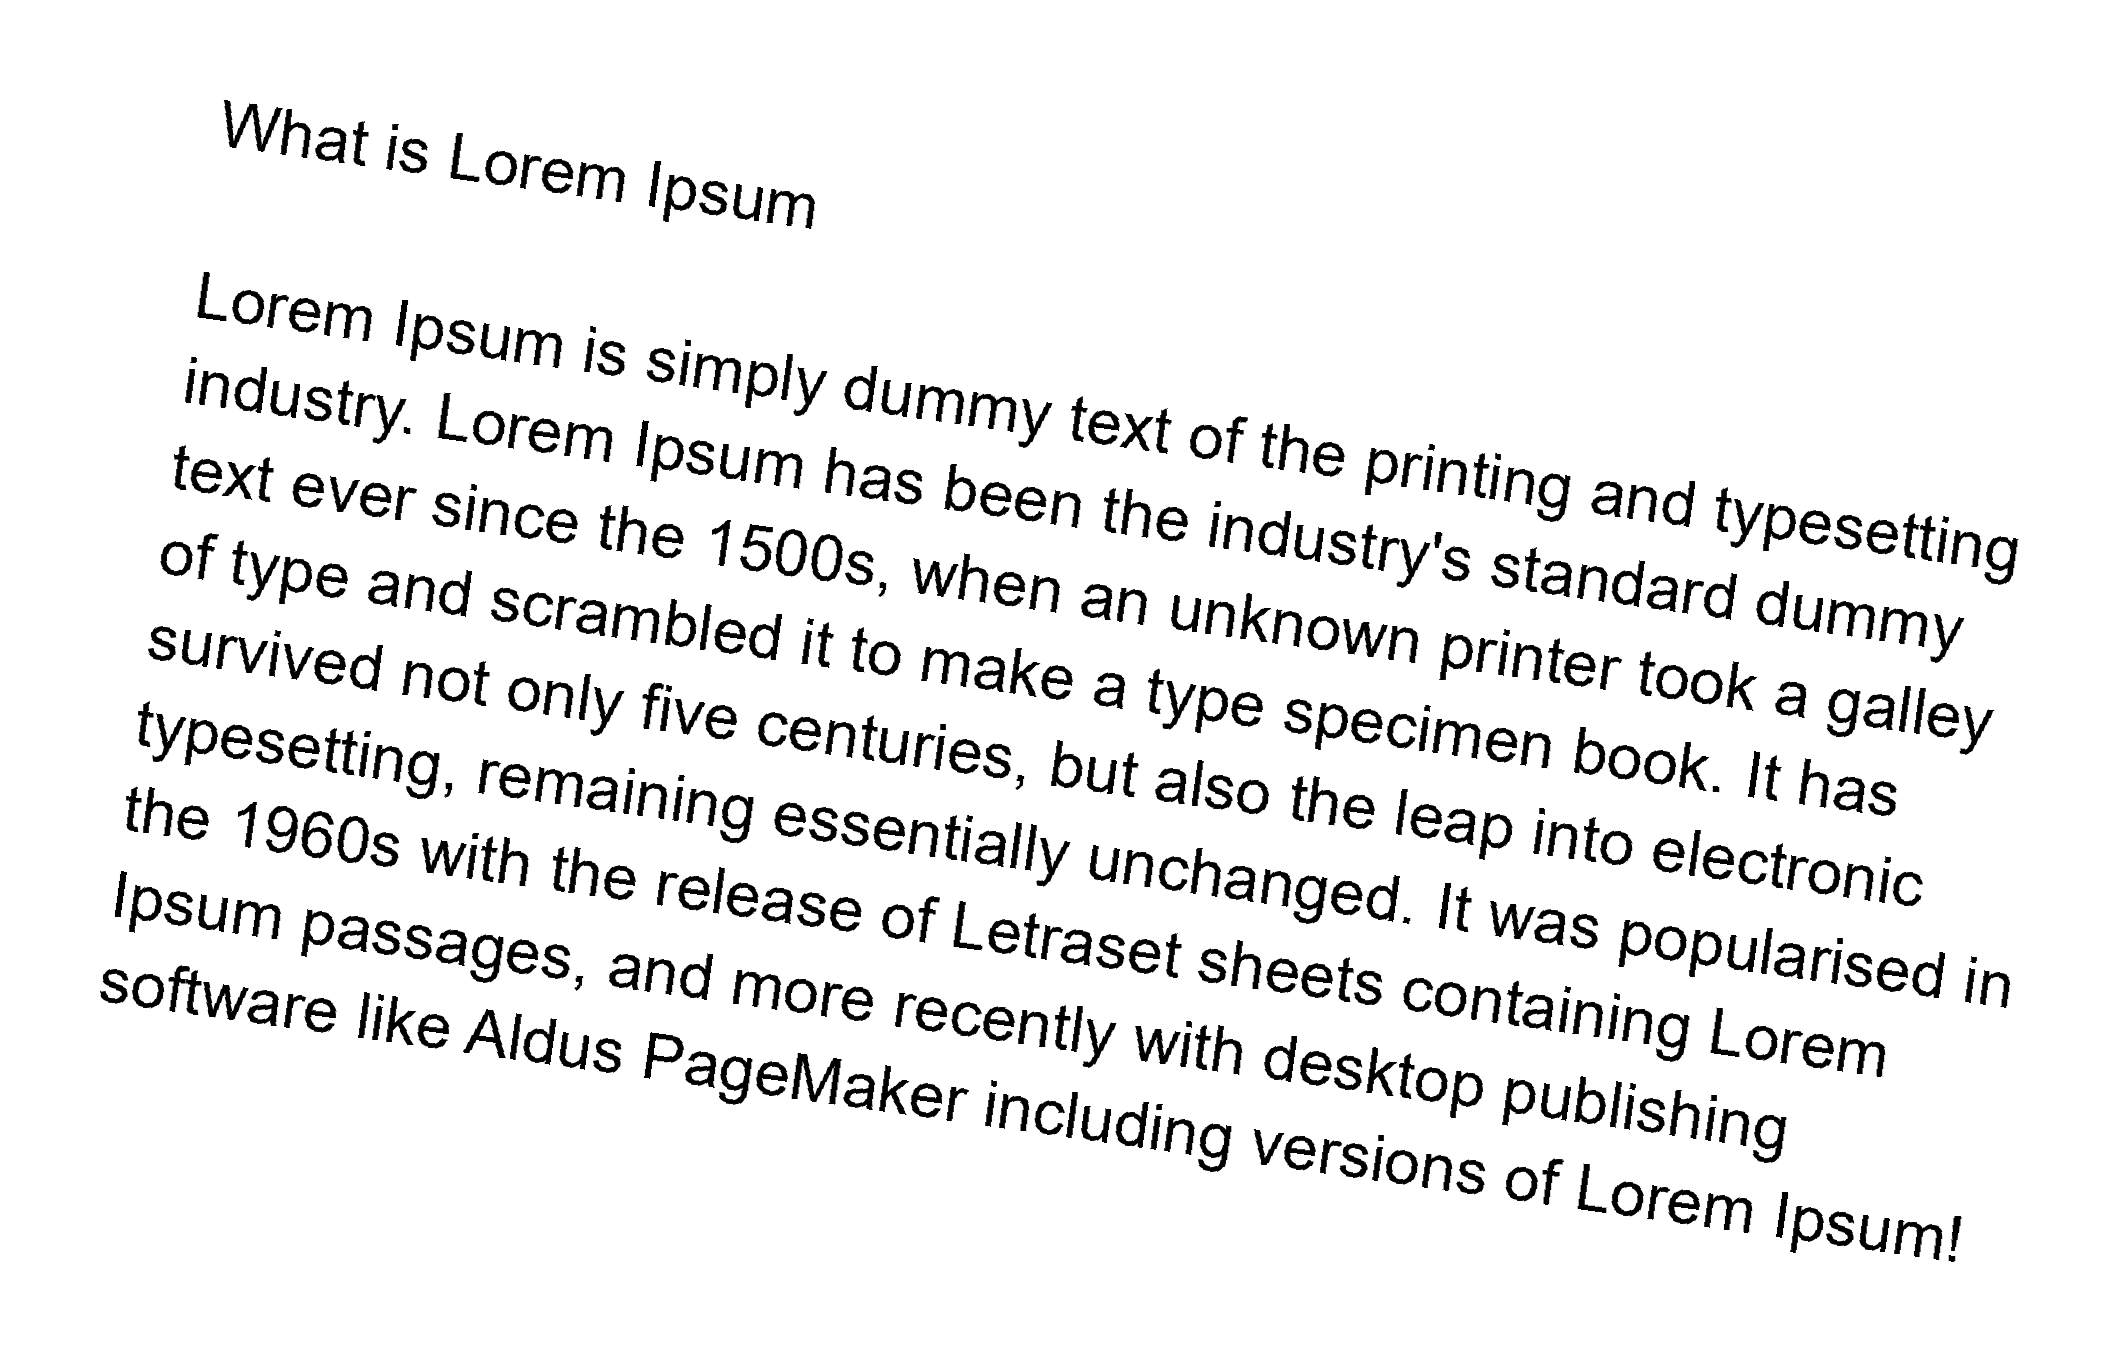 What is Lorem Ipsum
Lorem Ipsum is simply dummy text of the printing and typesetting
industry. Lorem Ipsum has been the industry's standard dummy
text ever since the 1500s, when an unknown printer took a galley
of type and scrambled it to make a type specimen book. It has
survived not only five centuries, but also the leap into electronic
typesetting, remaining essentially unchanged. It was popularised in
the 1960s with the release of Letraset sheets containing Lorem
Ipsum passages, and more recently with desktop publishing
software like Aldus PageMaker including versions of Lorem Ipsum!